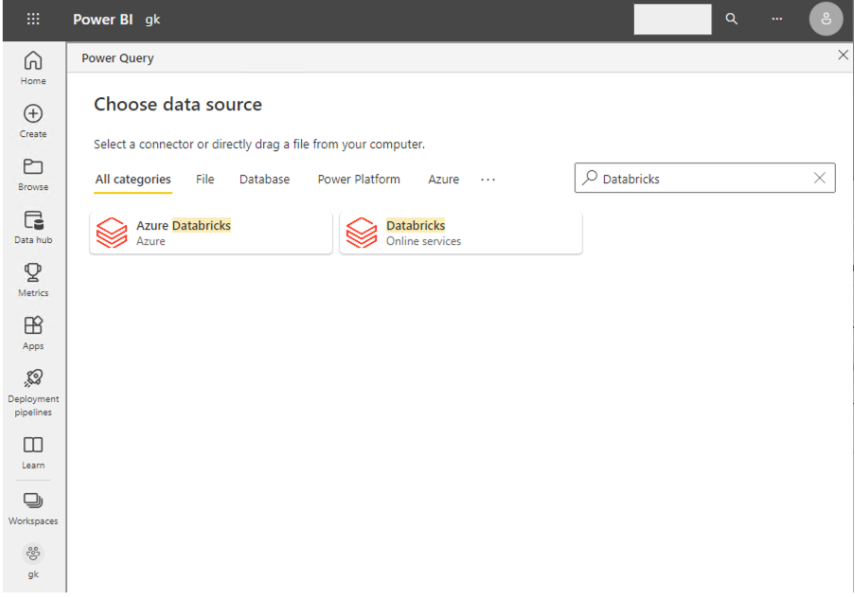 Power BI gk
Power Query
Home
Create
Browse
Data hub
Metrics
Apps
Deployment
pipelines
Learn
Workspaces
gk
Choose data source
Select a connector or directly drag a file from your computer.
All categories File Database Power Platform Azure ...
Databricks
Azure Databricks
Azure
Databricks
Online services